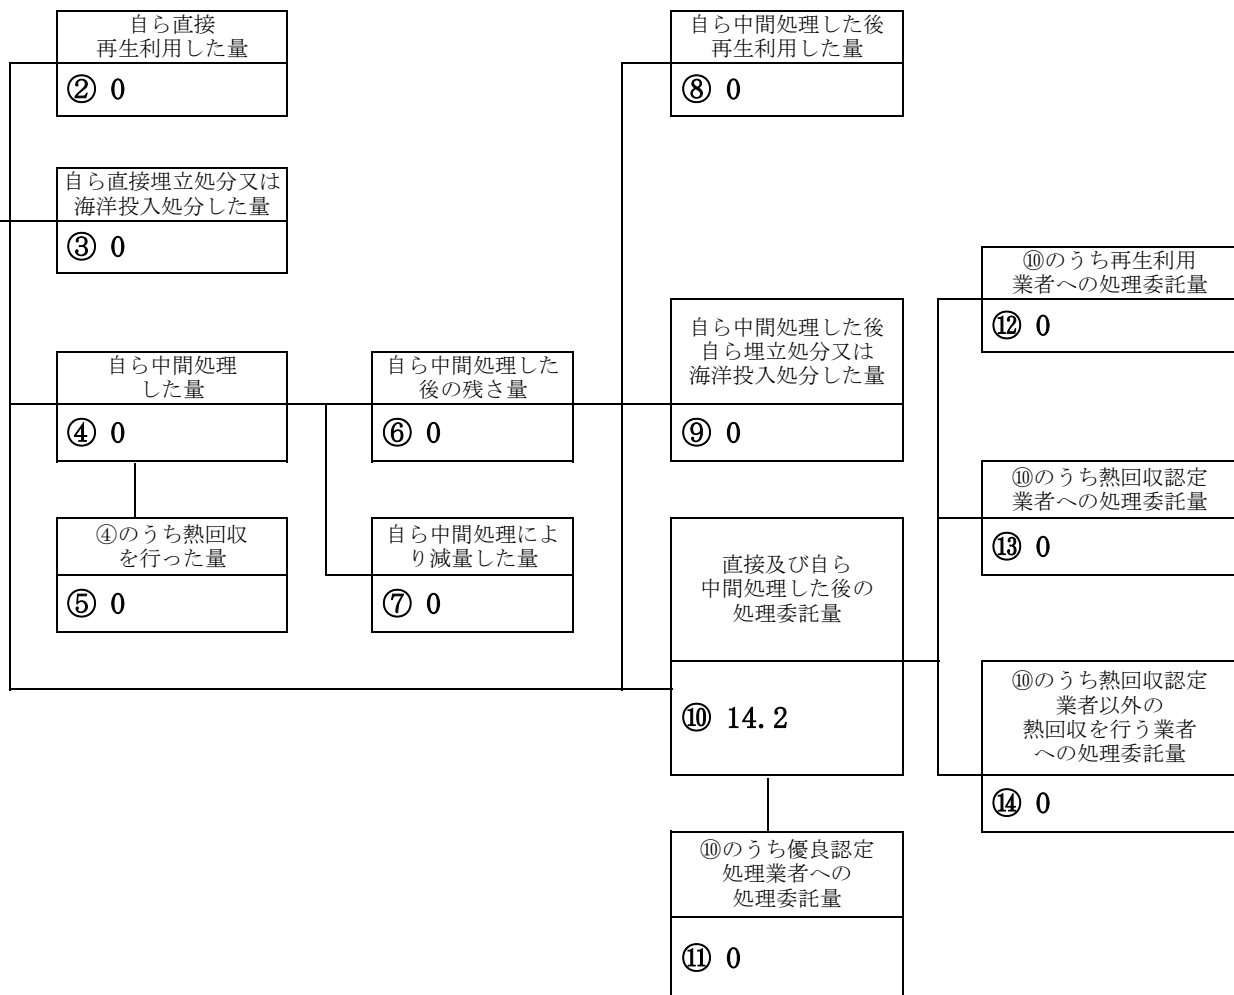 自ら直接
再生利用した量
② 0
自ら中間処理した後
再生利用した量
⑧ 0
自ら直接埋立処分又は
海洋投入処分した量
③ 0
⑩のうち再生利用
業者への処理委託量
⑫ 0
自ら中間処理
した量
④ 0
自ら中間処理した
後の残さ量
⑥ 0
自ら中間処理した後
自ら埋立処分又は
海洋投入処分した量
⑨ 0
⑩のうち熱回収認定
業者への処理委託量
⑬ 0
④のうち熱回収
を行った量
⑤ 0
自ら中間処理によ
り減量した量
⑦ 0
直接及び自ら
中間処理した後の
処理委託量
⑩ 14.2
⑩のうち熱回収認定
業者以外の
熱回収を行う業者
への処理委託量
⑭ 0
⑩のうち優良認定
処理業者への
処理委託量
⑪ 0